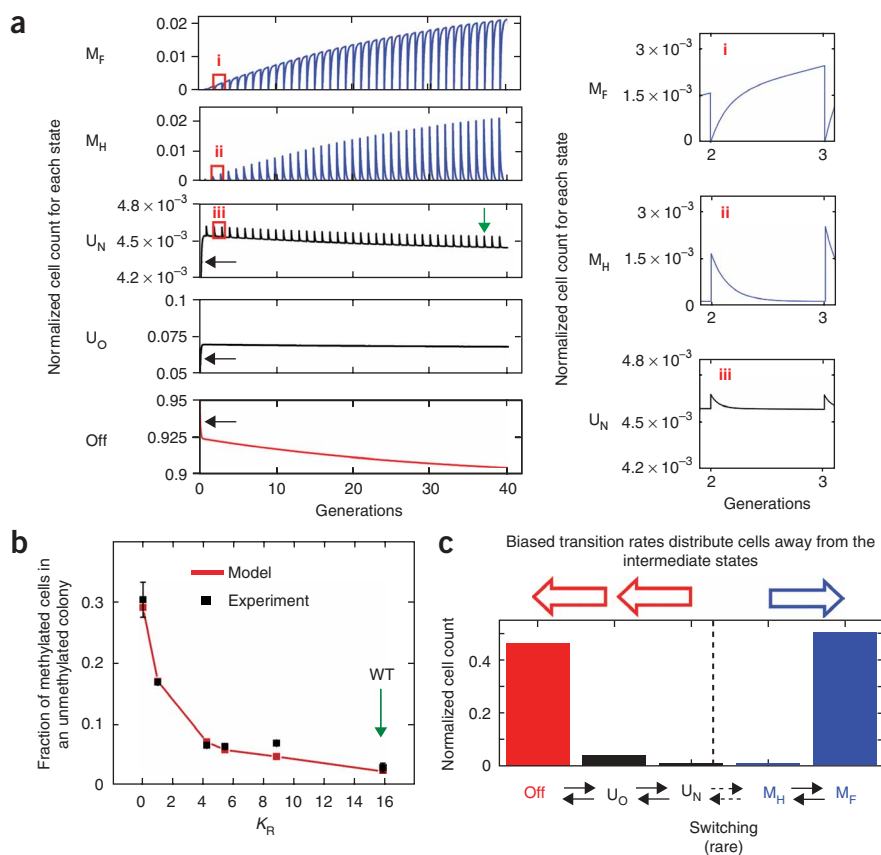 a
Normalized cell count for each state
M_F
0.02
0.01
0
i
M_H
0.02
0.01
0
ii
U_N
4.8 × 10⁻³
4.5 × 10⁻³
4.2 × 10⁻³
iii
U_O
0.1
0.075
0.05
Off
0.95
0.925
0.9
0 10 20 30 40
Generations
Normalized cell count for each state
M_F
3 × 10⁻³
1.5 × 10⁻³
0
i
2 3
M_H
3 × 10⁻³
1.5 × 10⁻³
0
ii
2 3
U_N
4.8 × 10⁻³
4.5 × 10⁻³
4.2 × 10⁻³
iii
2 3
Generations
b
Fraction of methylated cells in
an unmethylated colony
0.3
0.2
0.1
0
Model
Experiment
WT
0 2 4 6 8 10 12 14 16
K_R
c
Biased transition rates distribute cells away from the
intermediate states
Normalized cell count
0.4
0.2
0
Off U_O U_N M_H M_F
Switching
(rare)